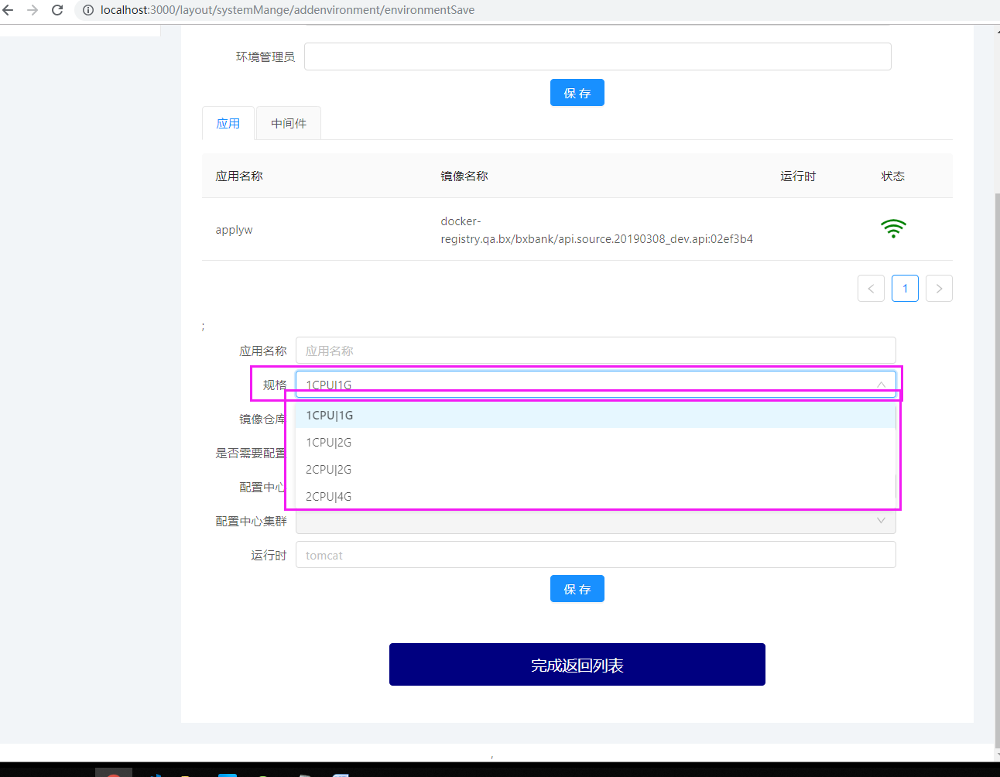 localhost:3000/layout/systemMange/addenvironment/environmentSave
环境管理员
保 存
应用 中间件
应用名称 镜像名称 运行时 状态
applyw
docker-
registry.qa.bx/bxbank/api.source.20190308_dev.api:02ef3b4
1
;
应用名称 应用名称
规格 1CPU|1G
镜像仓库
1CPU|1G
1CPU|2G
是否需要配置
2CPU|2G
配置中心
2CPU|4G
配置中心集群
运行时 tomcat
保 存
完成返回列表
,